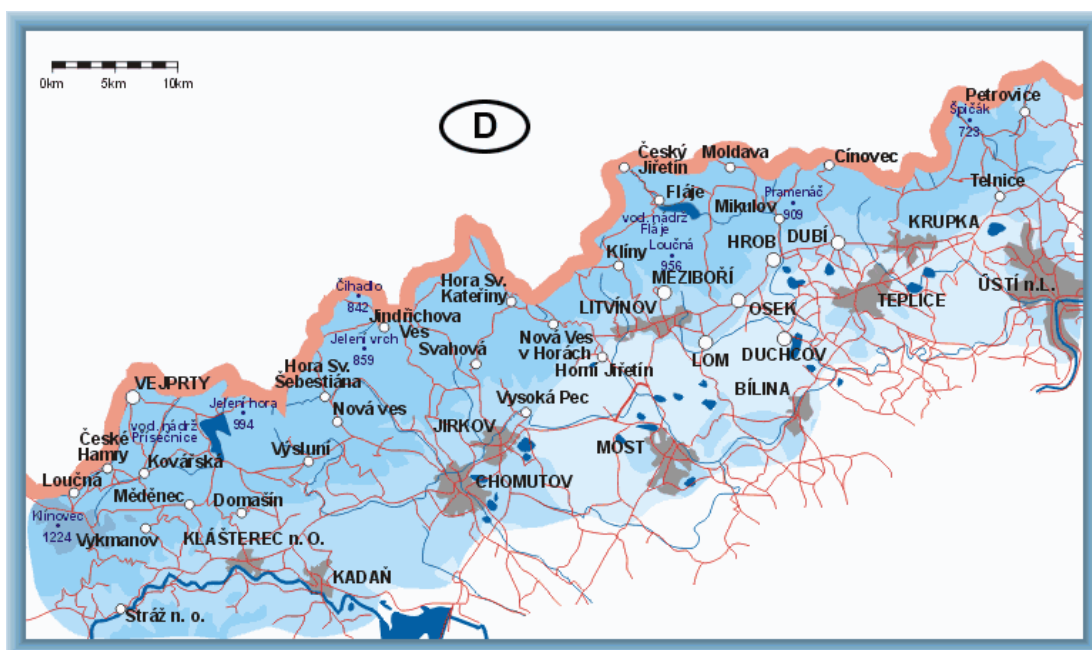 0km 5km 10km
D
Petrovice
Špičák
723
Český
Jiřetín
Moldava
Cínovec
Fláje
vod. nádrž
Fláje
Mikulov
Pramenáč
909
Telnice
KRUPKA
Klíny
Loučná
956
HROB
DUBÍ
MEZIBOŘÍ
TEPLICE
ÚSTÍ n.L.
Čihadlo
842
Hora Sv.
Kateřiny
LITVÍNOV
OSEK
Jindřichova
Ves
Jelení vrch
859
Svahová
Nová Ves
v Horách
Horní Jiřetín
LOM
DUCHCOV
Hora Sv.
Šebestiána
VEJPRTY
Jelení hora
994
Nová ves
Vysoká Pec
BÍLINA
vod. nádrž
Přísečnice
JIRKOV
MOST
České
Hamry
Kovářská
Výsluní
Loučná
CHOMUTOV
Měděnec
Domašín
Klínovec
1224
Vykmanov
KLÁŠTEREC n. O.
KADAŇ
Stráž n. o.